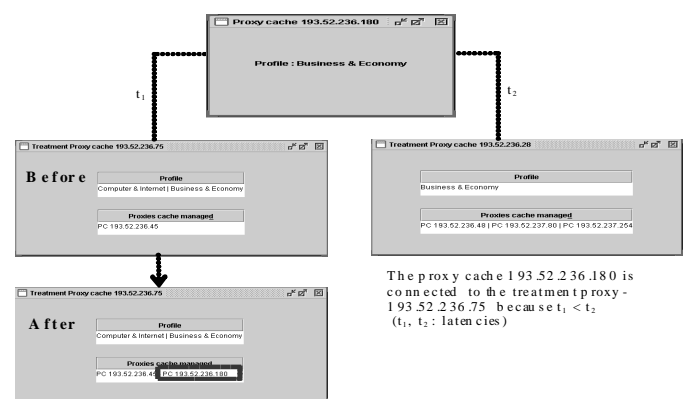 Proxy cache 193.52.236.180
Profile : Business & Economy
t1
t2
Treatment Proxy cache 193.52.236.75
Before
Profile
Computer & Internet | Business & Economy
Proxies cache managed
PC 193.52.236.45
Treatment Proxy cache 193.52.236.28
Profile
Business & Economy
Proxies cache managed
PC 193.52.236.48 | PC 193.52.237.80 | PC 193.52.237.254
The proxy cache 193.52.236.180 is
connected to the treatment proxy-
193.52.236.75 because t1 < t2
(t1, t2 : latencies)
Treatment Proxy cache 193.52.236.75
After
Profile
Computer & Internet | Business & Economy
Proxies cache managed
PC 193.52.236.45 PC 193.52.236.180